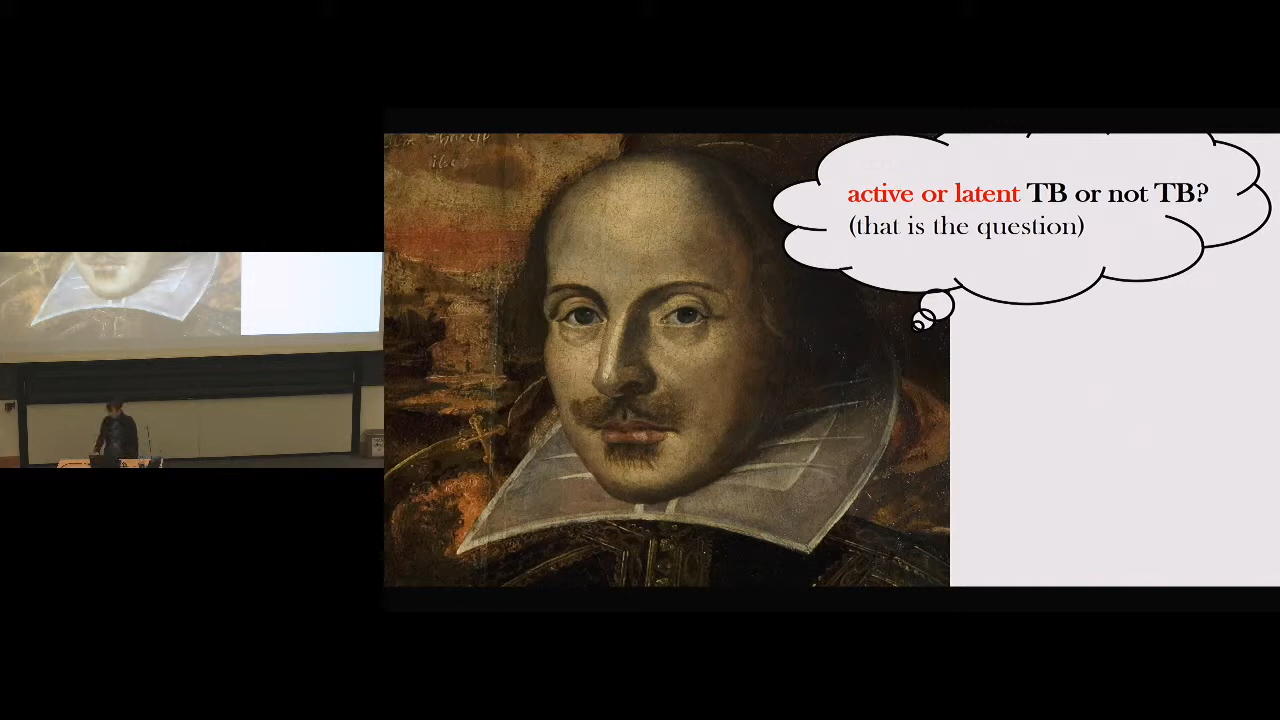 active or latent TB or not TB?
(that is the question)